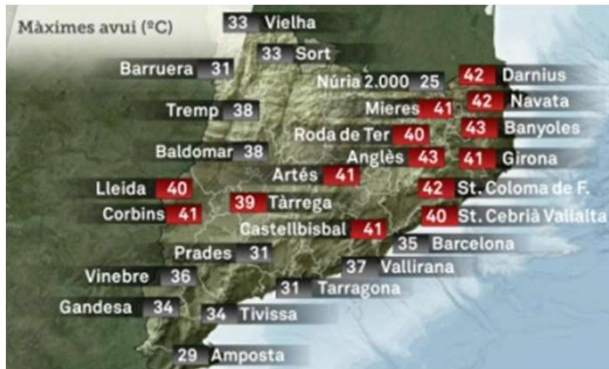 Màximes avui (ºC)
33 Vielha
33 Sort
Barruera 31
Núria 2.000 25
42 Darnius
Tremp 38
Mieres 41
42 Navata
Roda de Ter 40
43 Banyoles
Baldomar 38
Anglès 43
41 Girona
Artés 41
Lleida 40
42 St. Coloma de F.
39 Tàrrega
Corbins 41
40 St. Cebrià Vallalta
Castellbisbal 41
35 Barcelona
Prades 31
37 Vallirana
Vinebre 36
31 Tarragona
Gandesa 34
34 Tivissa
29 Amposta